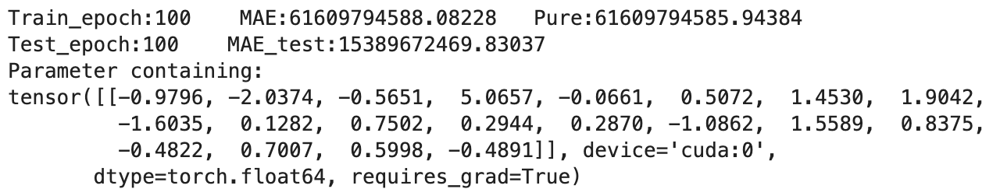 Train_epoch:100    MAE:61609794588.08228   Pure:61609794585.94384
Test_epoch:100    MAE_test:15389672469.83037
Parameter containing:
tensor([[-0.9796, -2.0374, -0.5651,  5.0657, -0.0661,  0.5072,  1.4530,  1.9042,
         -1.6035,  0.1282,  0.7502,  0.2944,  0.2870, -1.0862,  1.5589,  0.8375,
         -0.4822,  0.7007,  0.5998, -0.4891]], device='cuda:0',
       dtype=torch.float64, requires_grad=True)